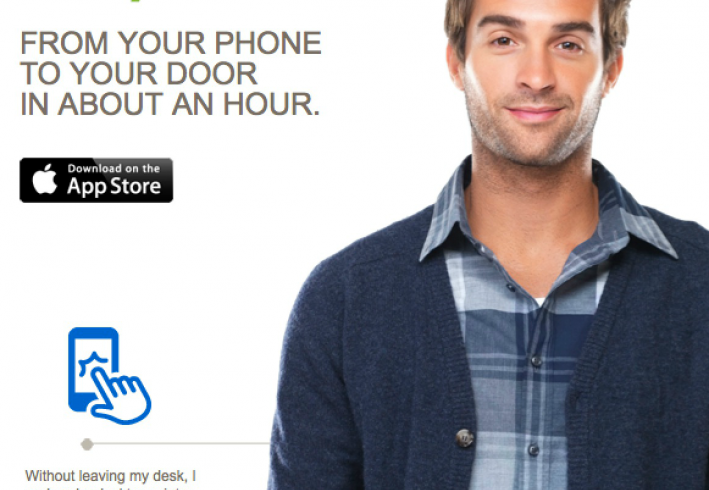 FROM YOUR PHONE
TO YOUR DOOR
IN ABOUT AN HOUR.
Download on the
App Store
Without leaving my desk, I